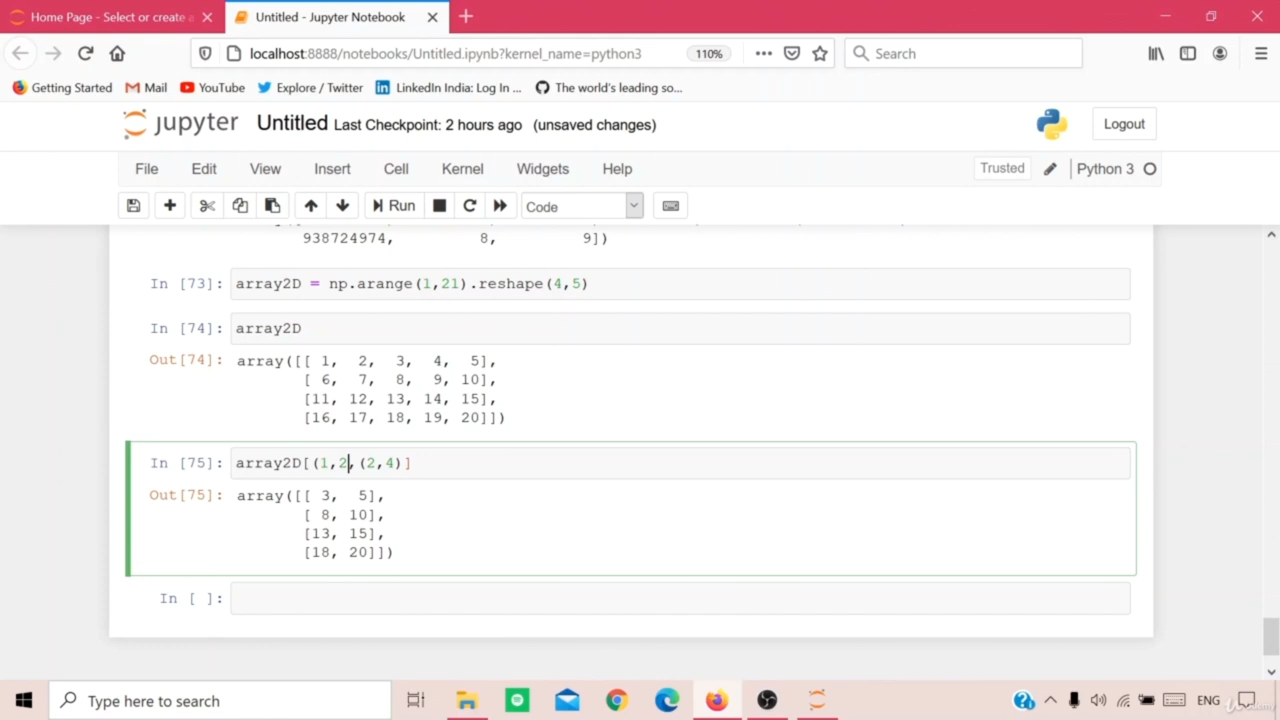 Home Page - Select or create a
Untitled - Jupyter Notebook
localhost:8888/notebooks/Untitled.ipynb?kernel_name=python3
110%
Search
Getting Started
Mail
YouTube
Explore / Twitter
LinkedIn India: Log In ...
The world's leading so...
jupyter
Untitled Last Checkpoint: 2 hours ago (unsaved changes)
Logout
File Edit View Insert Cell Kernel Widgets Help
Trusted
Python 3
Run
Code
938724974, 8, 9])
In [73]: array2D = np.arange(1,21).reshape(4,5)
In [74]: array2D
Out[74]: array([[ 1, 2, 3, 4, 5],
[ 6, 7, 8, 9, 10],
[11, 12, 13, 14, 15],
[16, 17, 18, 19, 20]])
In [75]: array2D[(1,2,(2,4)]
Out[75]: array([[ 3, 5],
[ 8, 10],
[13, 15],
[18, 20]])
In [ ]:
Type here to search
ENG
Udemy